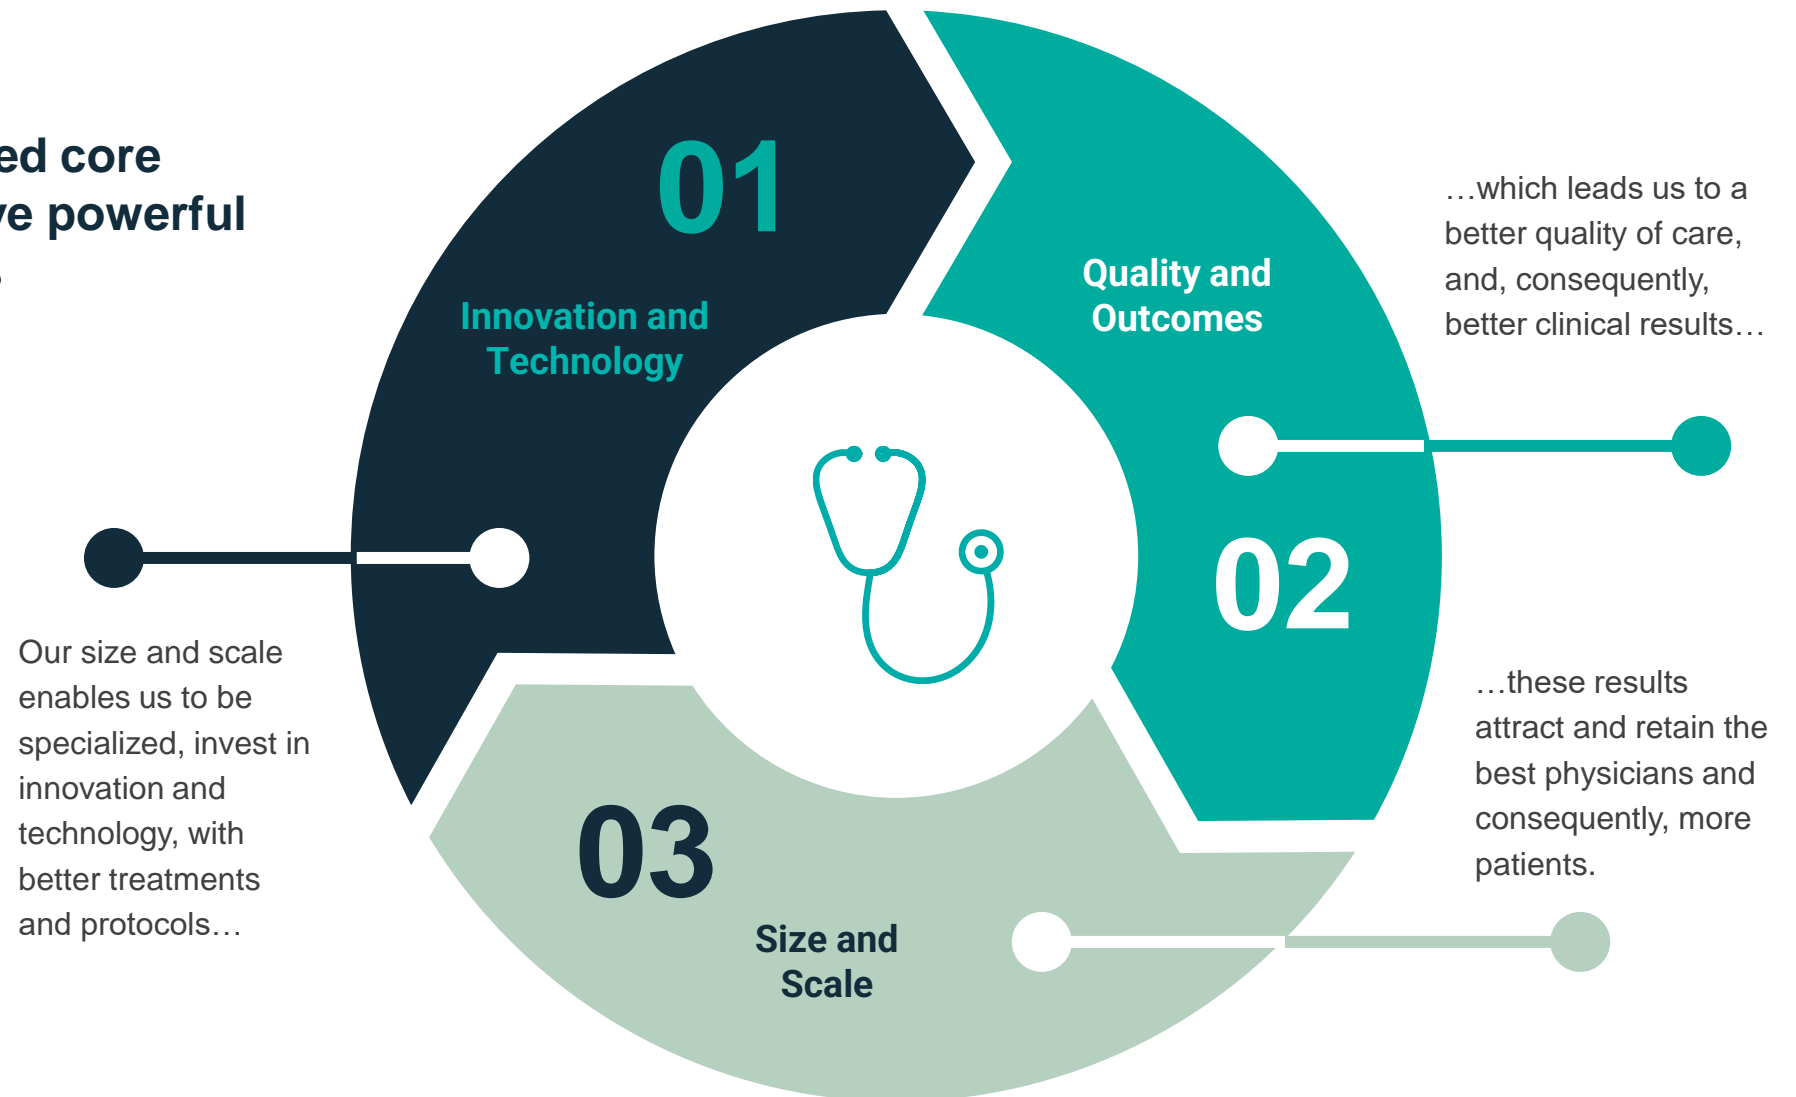 core
powerful
01
Innovation and
Technology
Our size and scale
enables us to be
specialized, invest in
innovation and
technology, with
better treatments
and protocols…
Quality and
Outcomes
02
…which leads us to a
better quality of care,
and, consequently,
better clinical results…
03
Size and
Scale
…these results
attract and retain the
best physicians and
consequently, more
patients.